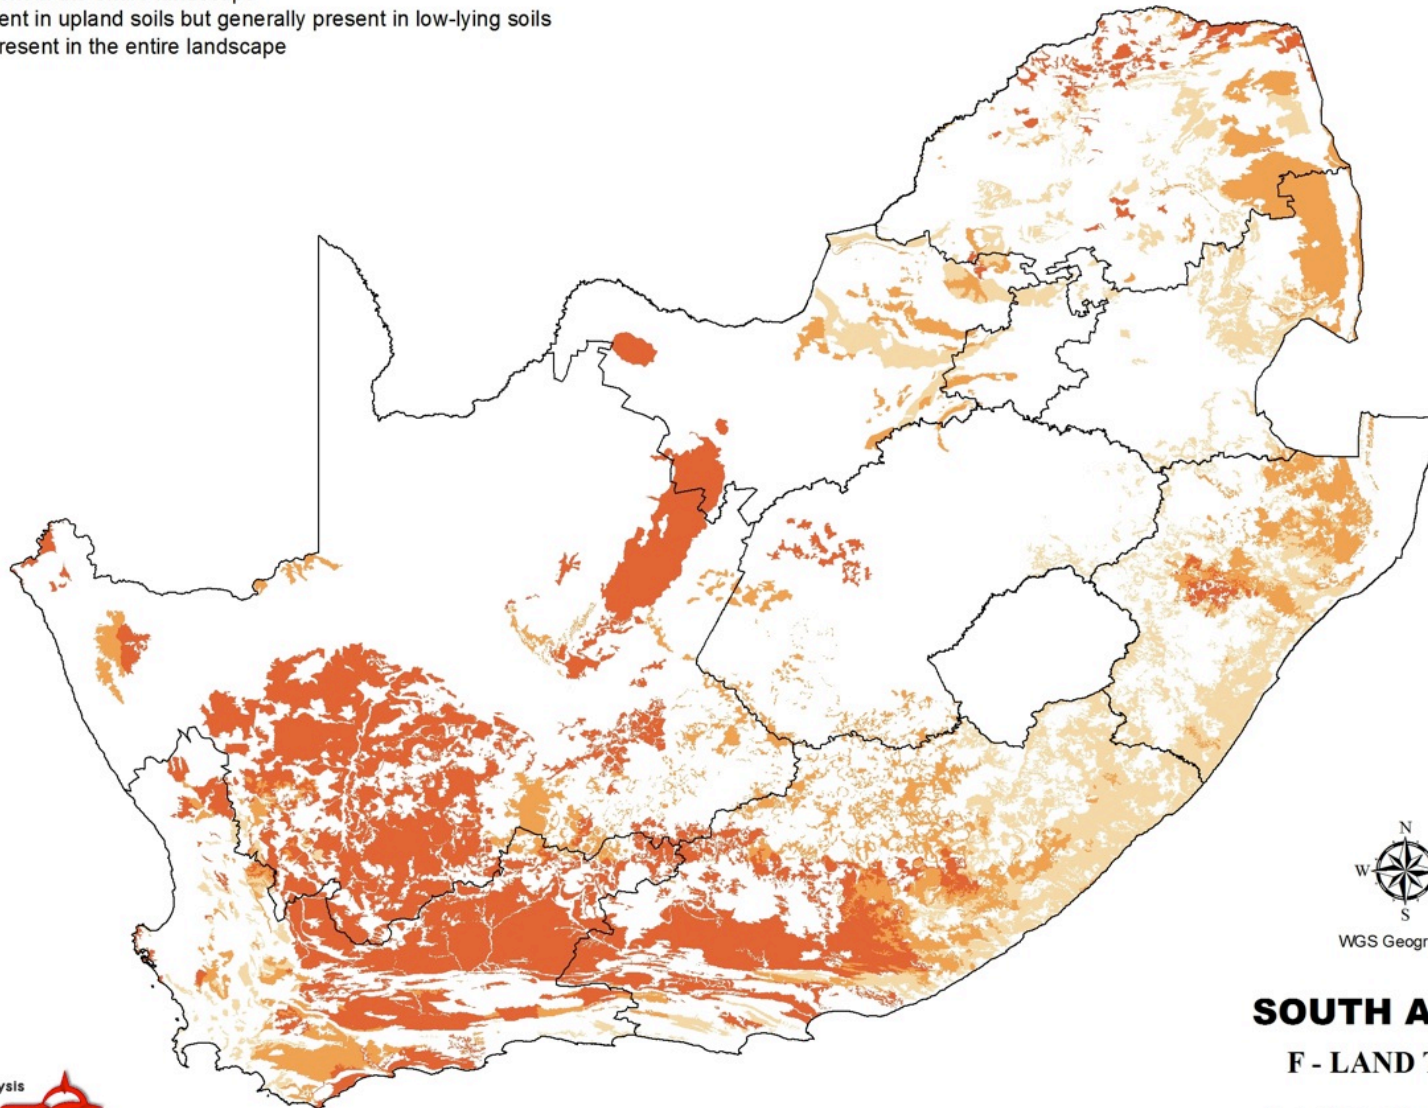 ent in upland soils but generally present in low-lying soils
resent in the entire landscape
N
W
S
WGS Geogr
SOUTH A
F - LAND
ysis